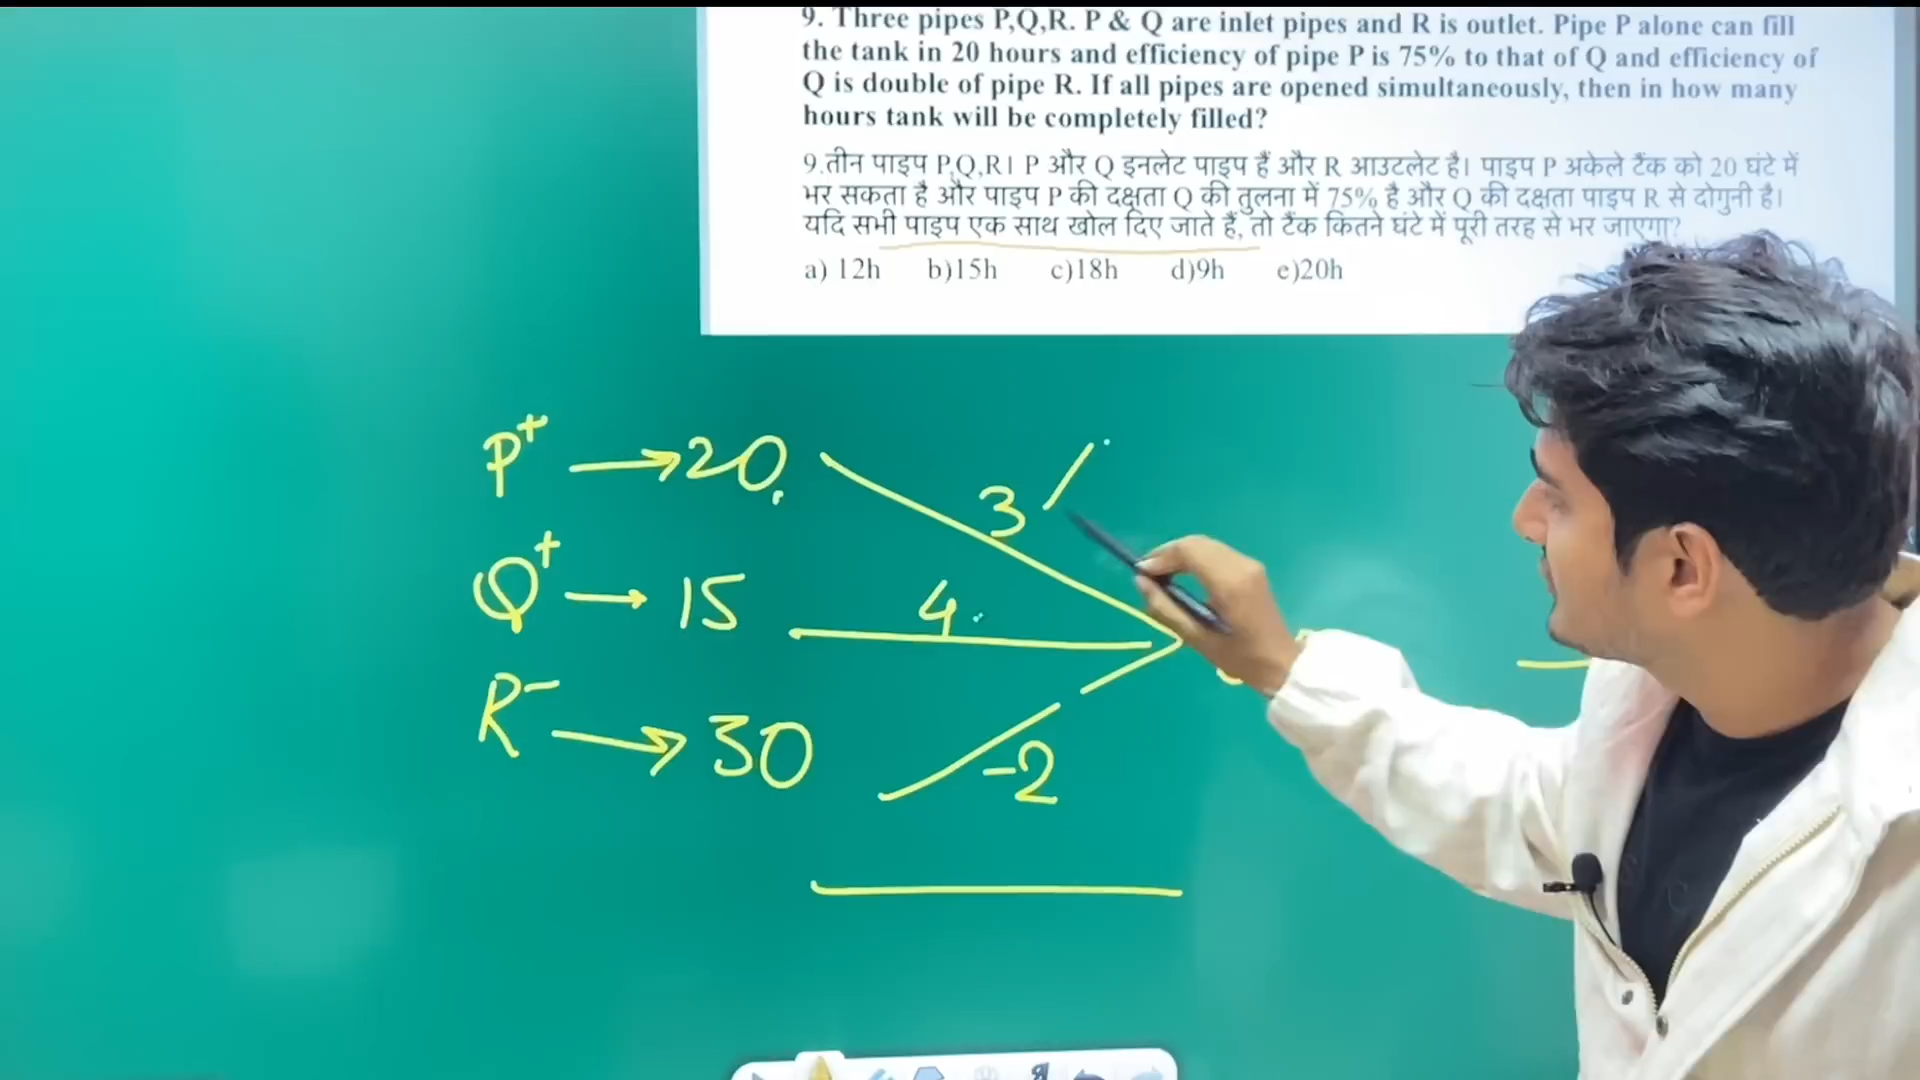 9. Three pipes P,Q,R. P & Q are inlet pipes and R is outlet. Pipe P alone can fill
the tank in 20 hours and efficiency of pipe P is 75% to that of Q and efficiency of
Q is double of pipe R. If all pipes are opened simultaneously, then in how many
hours tank will be completely filled?
9.तीन पाइप P,Q,R। P और Q इनलेट पाइप हैं और R आउटलेट है। पाइप P अकेले टैंक को 20 घंटे में
भर सकता है और पाइप P की दक्षता Q की तुलना में 75% है और Q की दक्षता पाइप R से दोगुनी है।
यदि सभी पाइप एक साथ खोल दिए जाते हैं, तो टैंक कितने घंटे में पूरी तरह से भर जाएगा?
a) 12h b)15h c)18h d)9h e)20h
P+ → 20 3
Q+ → 15 4
R- → 30 -2